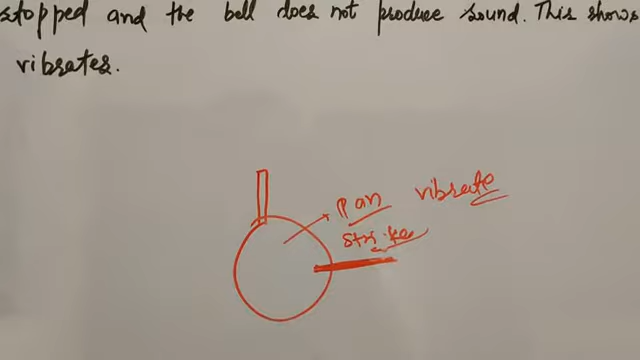 stopped and the bell does not produce sound. This shows
vibrates.
pan vibrate
strike